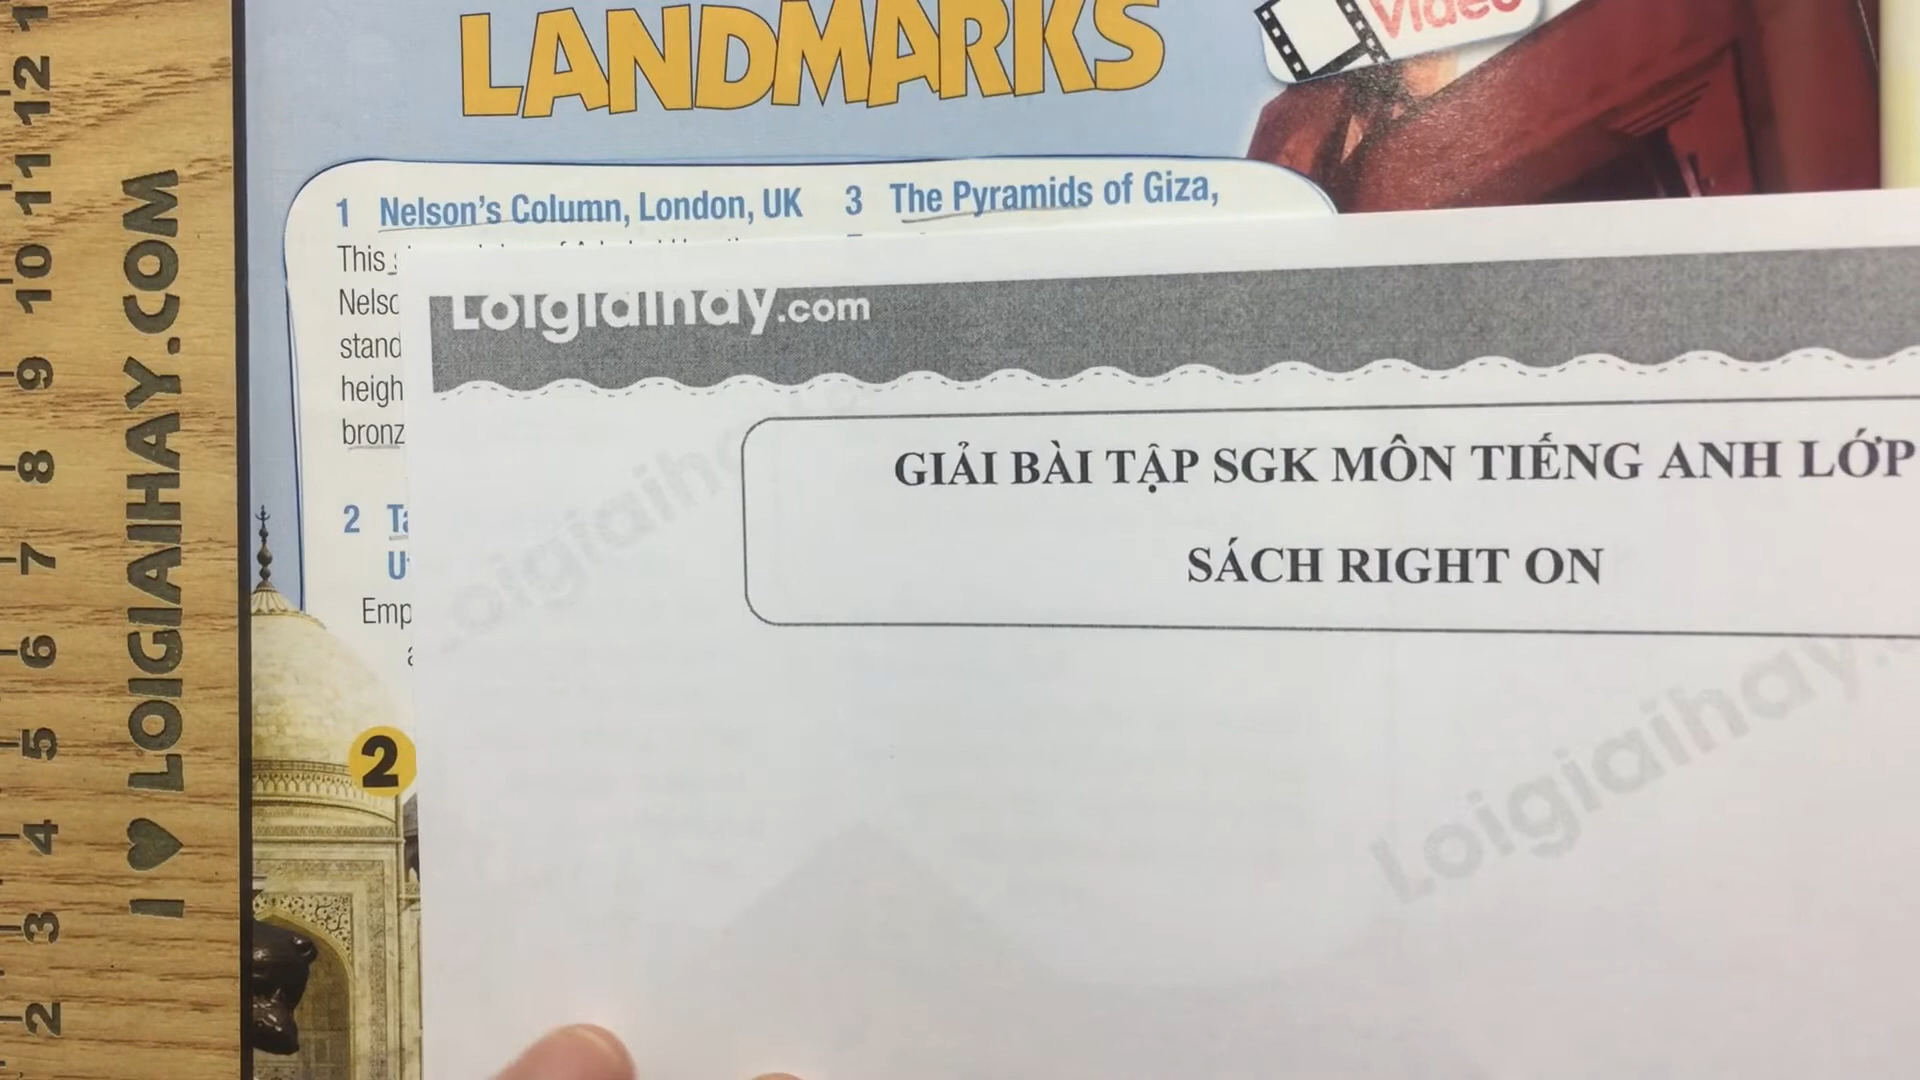 LANDMARKS
Video
1 Nelson's Column, London, UK
This
Nelso
stand
heigh
bronz
2 Ta
U
Emp
a
3 The Pyramids of Giza,
2
Loigiaihay.com
GIẢI BÀI TẬP SGK MÔN TIẾNG ANH LỚP
SÁCH RIGHT ON
Loigiaihay
Loigiaihay.
I ♥ LOIGIAIHAY.COM
12
11
10
9
8
7
6
5
4
3
2